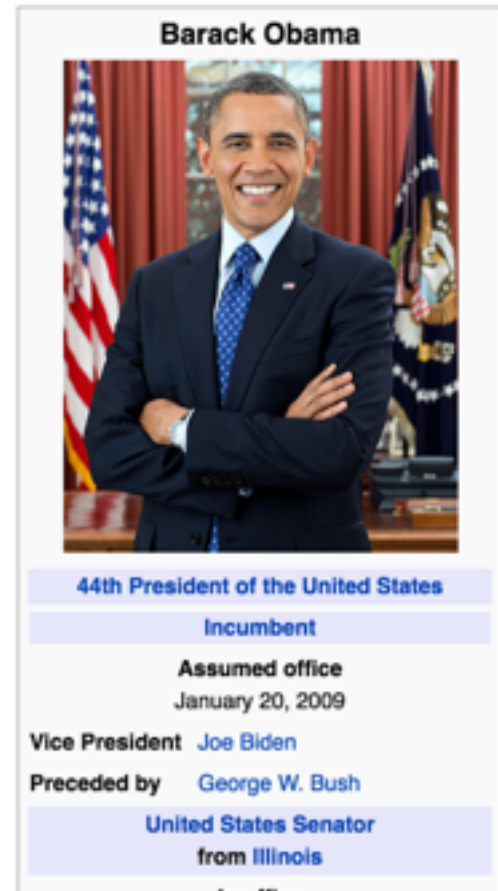 Barack Obama
44th President of the United States
Incumbent
Assumed office
January 20, 2009
Vice President Joe Biden
Preceded by George W. Bush
United States Senator
from Illinois